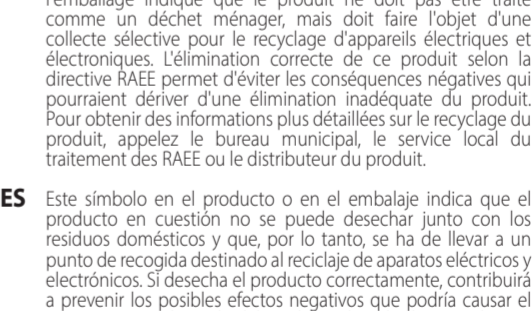 l'emballage indique que le produit ne doit pas être traité
comme un déchet ménager, mais doit faire l'objet d'une
collecte sélective pour le recyclage d'appareils électriques et
électroniques. L'élimination correcte de ce produit selon la
directive RAEE permet d'éviter les conséquences négatives qui
pourraient dériver d'une élimination inadéquate du produit.
Pour obtenir des informations plus détaillées sur le recyclage du
produit, appelez le bureau municipal, le service local du
traitement des RAEE ou le distributeur du produit.
ES Este símbolo en el producto o en el embalaje indica que el
producto en cuestión no se puede desechar junto con los
residuos domésticos y que, por lo tanto, se ha de llevar a un
punto de recogida destinado al reciclaje de aparatos eléctricos y
electrónicos. Si desecha el producto correctamente, contribuirá
a prevenir los posibles efectos negativos que podría causar el